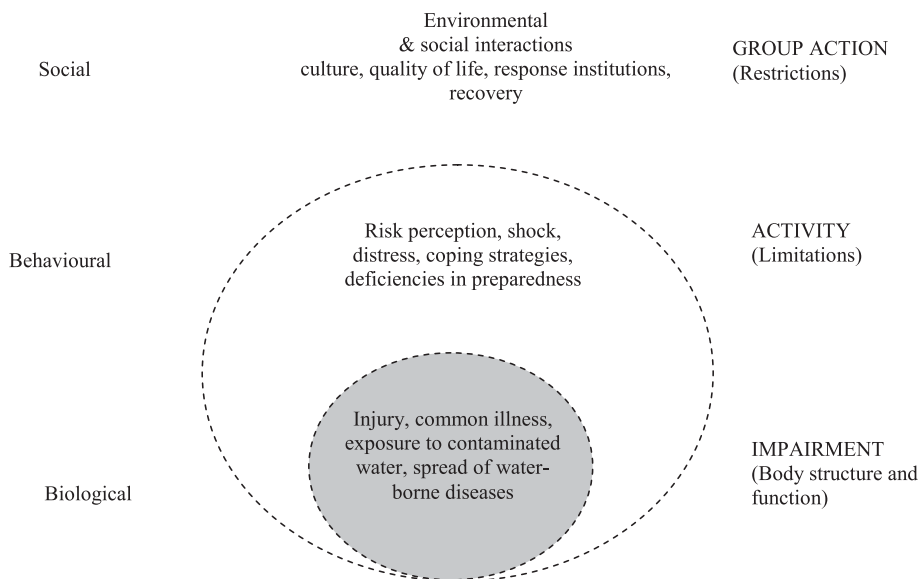 Social
Environmental
& social interactions
culture, quality of life, response institutions,
recovery
GROUP ACTION
(Restrictions)
Behavioural
Risk perception, shock,
distress, coping strategies,
deficiencies in preparedness
ACTIVITY
(Limitations)
Biological
Injury, common illness,
exposure to contaminated
water, spread of water-
borne diseases
IMPAIRMENT
(Body structure and
function)